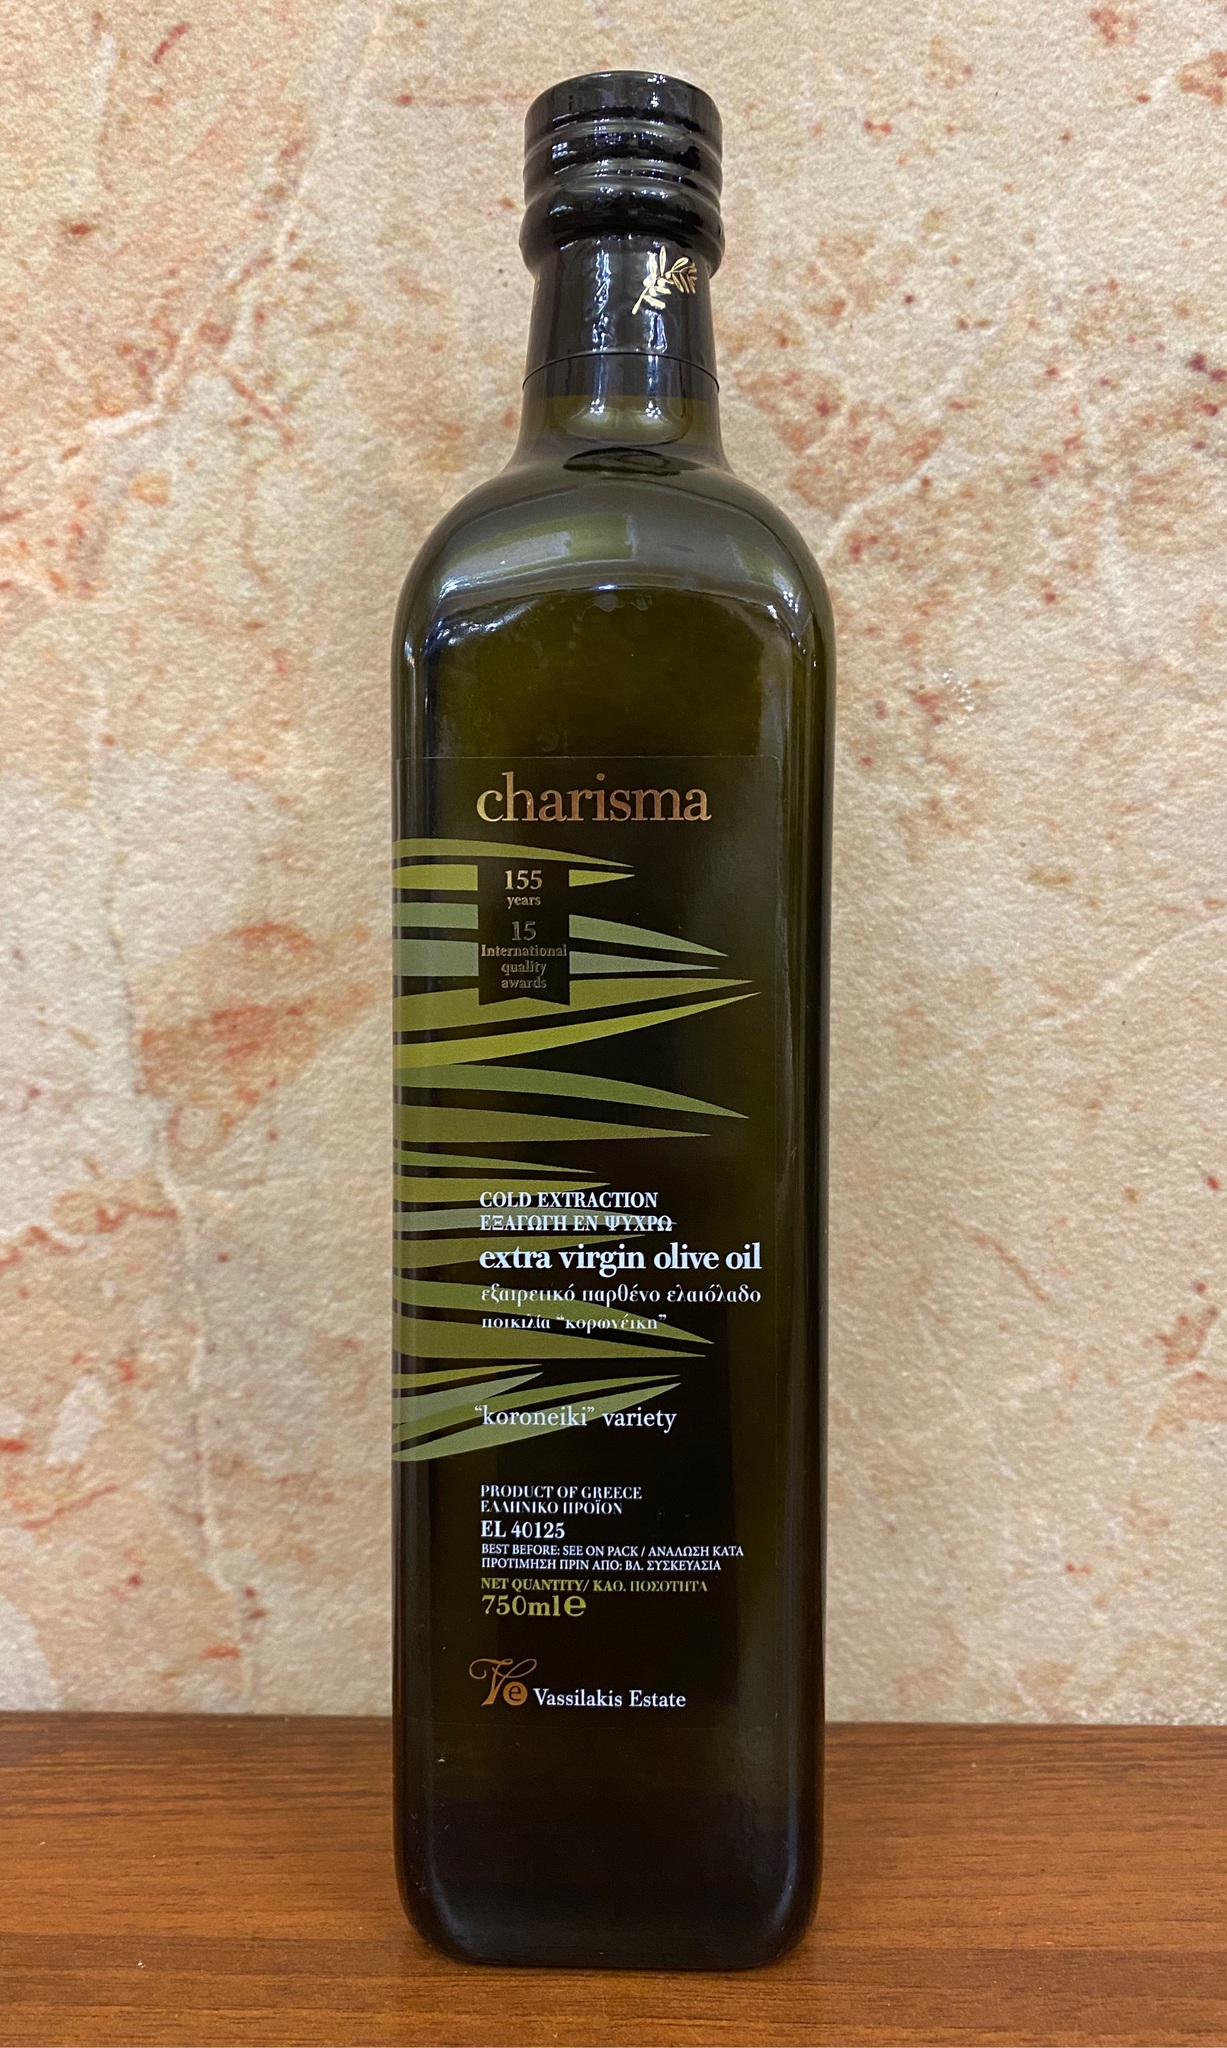 charisma
155
years
15
International
quality
awards
COLD EXTRACTION
ΕΞΑΓΩΓΗ ΕΝ ΨΥΧΡΩ
extra virgin olive oil
εξαιρετικό παρθένο ελαιόλαδο
ποικιλία “κορωνέικη”
“koroneiki” variety
PRODUCT OF GREECE
ΕΛΛΗΝΙΚΟ ΠΡΟΪΟΝ
EL 40125
BEST BEFORE: SEE ON PACK / ΑΝΑΛΩΣΗ ΚΑΤΑ
ΠΡΟΤΙΜΗΣΗ ΠΡΙΝ ΑΠΟ: ΒΛ. ΣΥΣΚΕΥΑΣΙΑ
NET QUANTITY/ ΚΑΘ. ΠΟΣΟΤΗΤΑ
750ml℮
Ve Vassilakis Estate